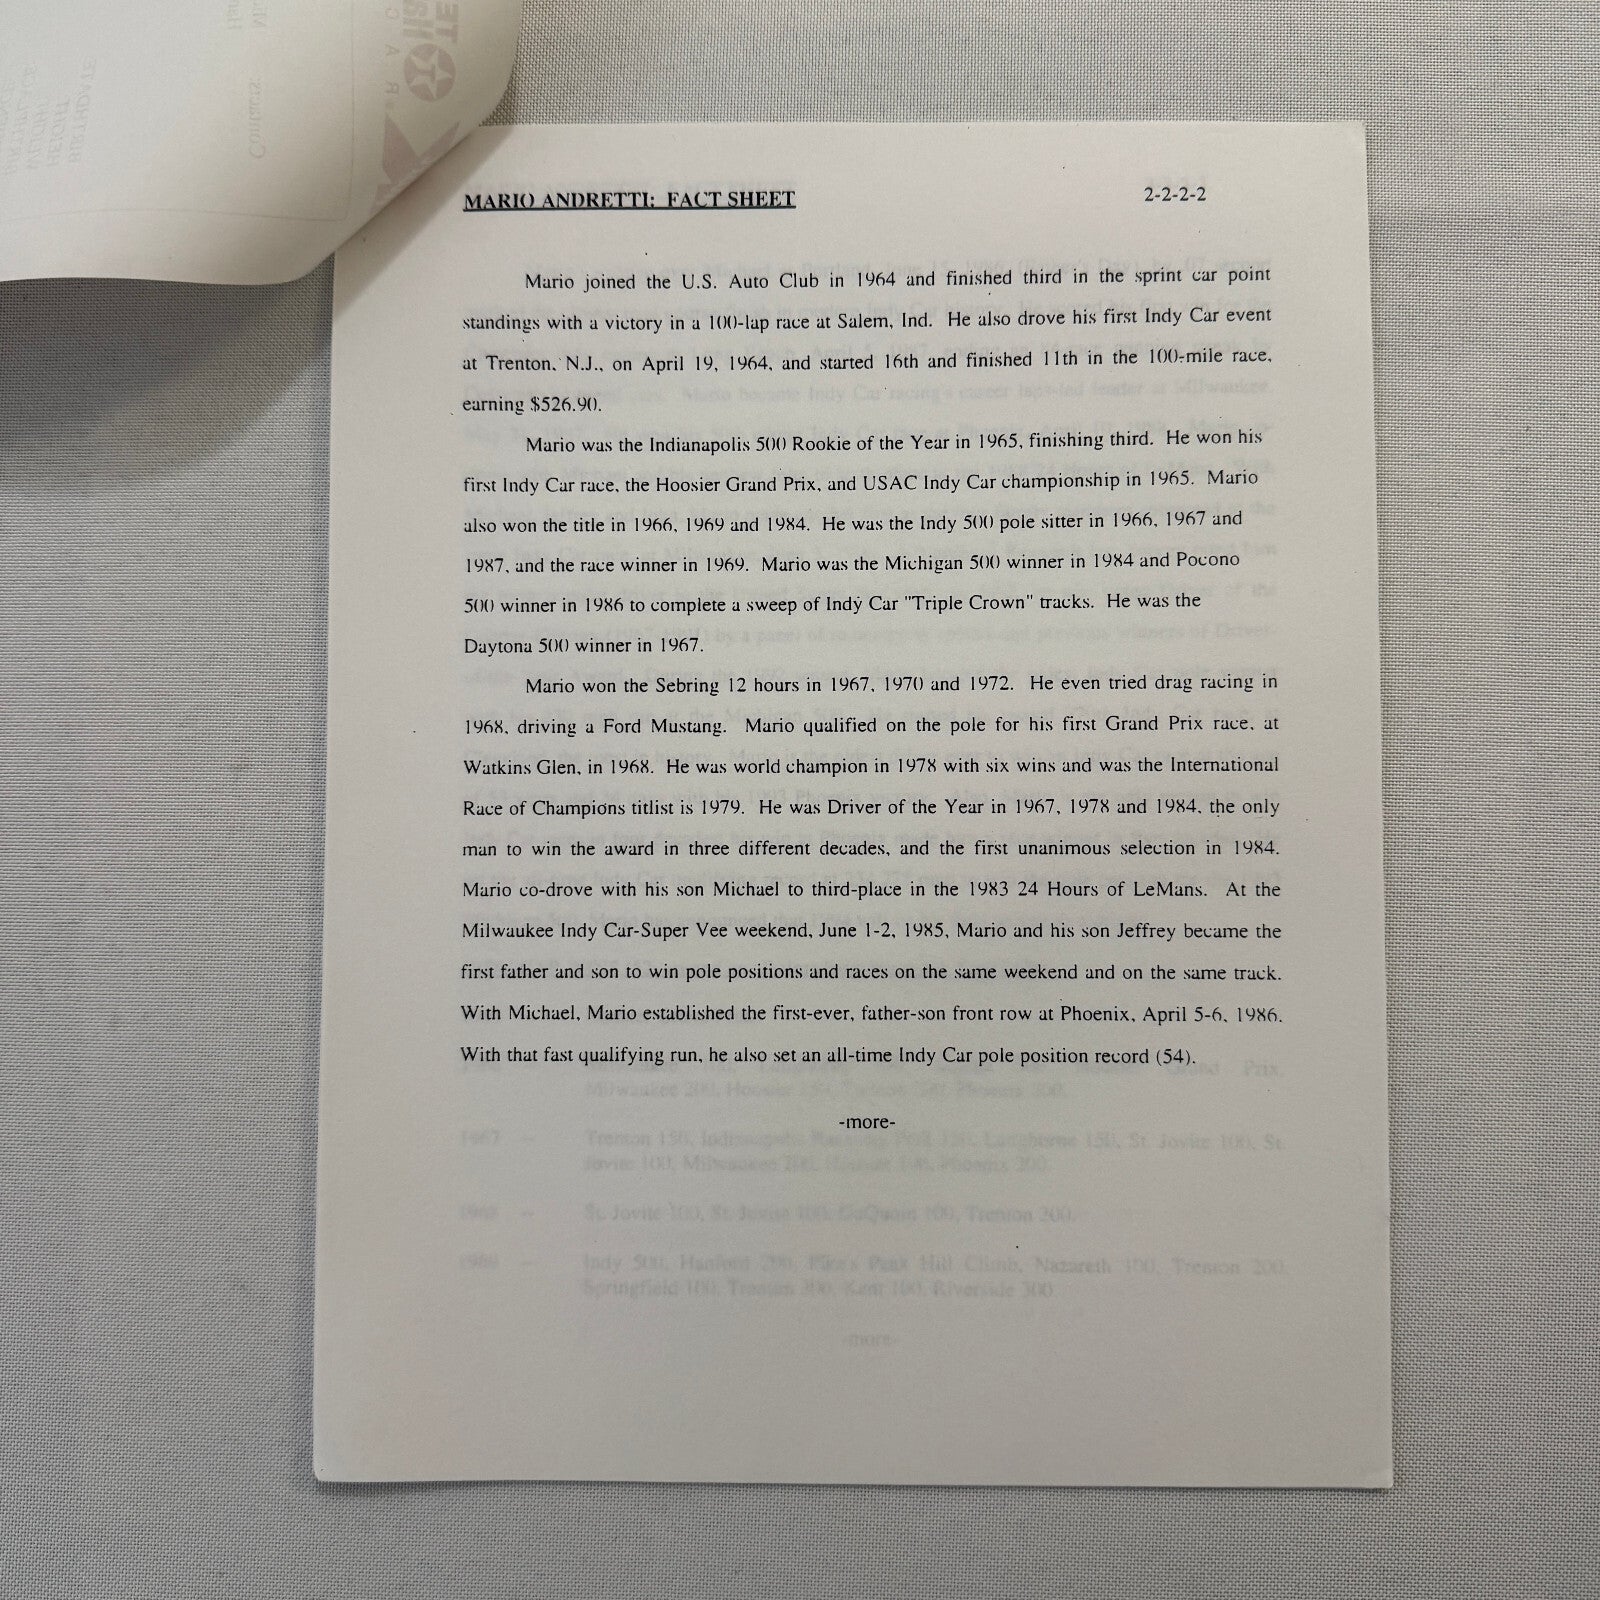 MARIO ANDRETTI: FACT SHEET 2-2-2-2
Mario joined the U.S. Auto Club in 1964 and finished third in the sprint car point
standings with a victory in a 100-lap race at Salem, Ind. He also drove his first Indy Car event
at Trenton, N.J., on April 19, 1964, and started 16th and finished 11th in the 100-mile race,
earning $526.90.
Mario was the Indianapolis 500 Rookie of the Year in 1965, finishing third. He won his
first Indy Car race, the Hoosier Grand Prix, and USAC Indy Car championship in 1965. Mario
also won the title in 1966, 1969 and 1984. He was the Indy 500 pole sitter in 1966, 1967 and
1987, and the race winner in 1969. Mario was the Michigan 500 winner in 1984 and Pocono
500 winner in 1986 to complete a sweep of Indy Car "Triple Crown" tracks. He was the
Daytona 500 winner in 1967.
Mario won the Sebring 12 hours in 1967, 1970 and 1972. He even tried drag racing in
1968, driving a Ford Mustang. Mario qualified on the pole for his first Grand Prix race, at
Watkins Glen, in 1968. He was world champion in 1978 with six wins and was the International
Race of Champions titlist is 1979. He was Driver of the Year in 1967, 1978 and 1984, the only
man to win the award in three different decades, and the first unanimous selection in 1984.
Mario co-drove with his son Michael to third-place in the 1983 24 Hours of LeMans. At the
Milwaukee Indy Car-Super Vee weekend, June 1-2, 1985, Mario and his son Jeffrey became the
first father and son to win pole positions and races on the same weekend and on the same track.
With Michael, Mario established the first-ever, father-son front row at Phoenix, April 5-6, 1986.
With that fast qualifying run, he also set an all-time Indy Car pole position record (54).
-more-